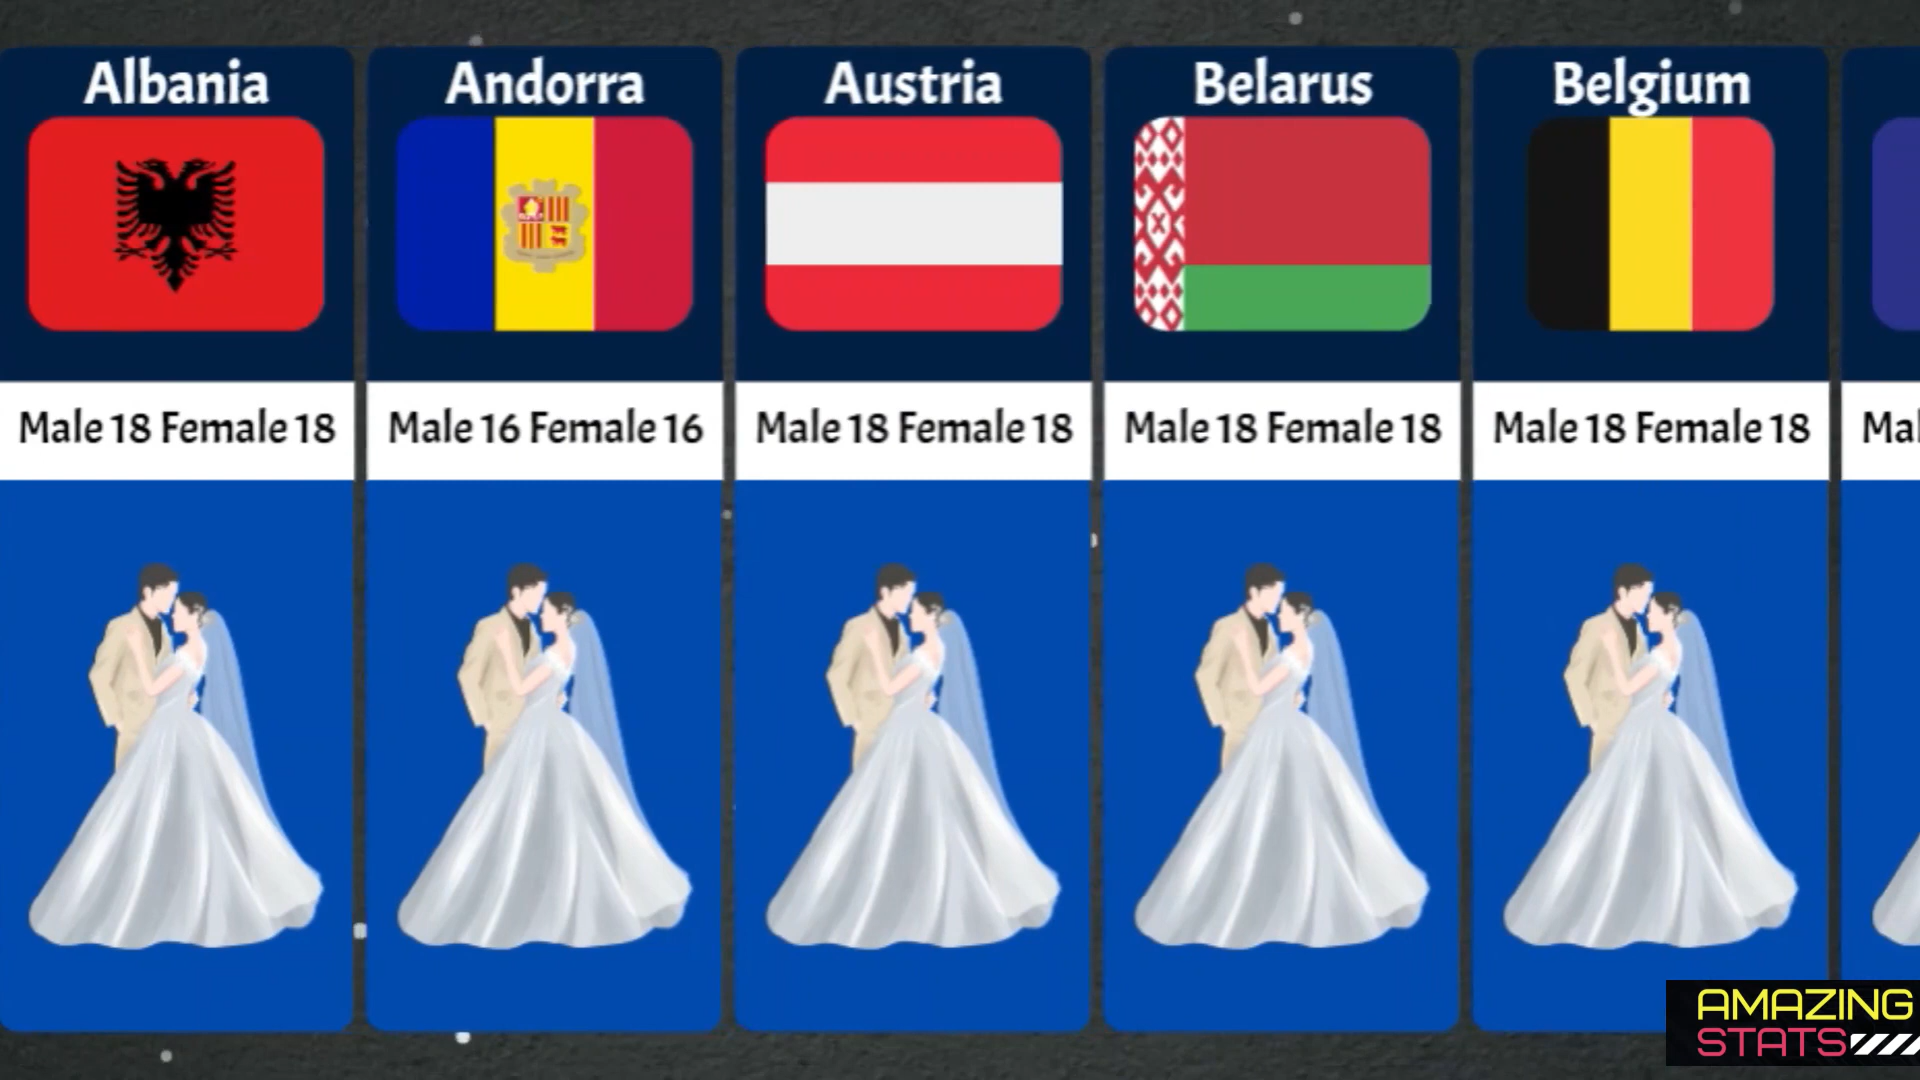 Albania
Andorra
Austria
Belarus
Belgium
Male 18 Female 18
Male 16 Female 16
Male 18 Female 18
Male 18 Female 18
Male 18 Female 18
AMAZING
STATS